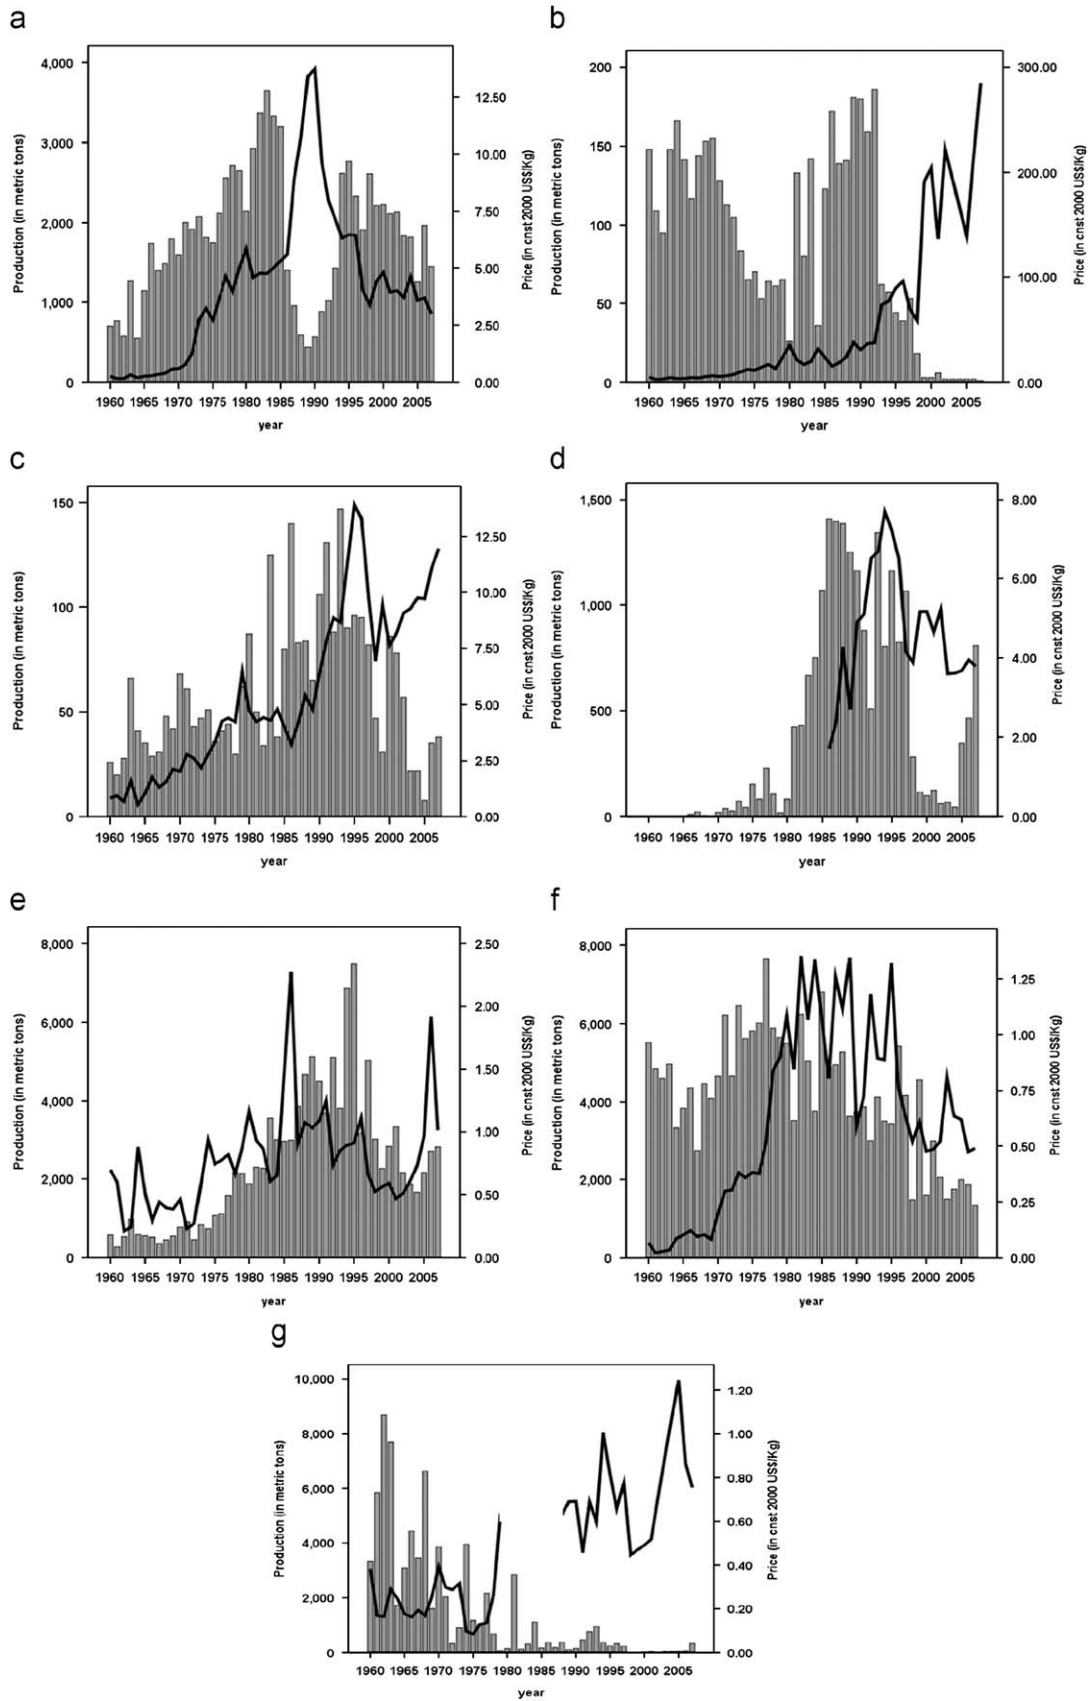 a
Production (in metric tons)
4,000
3,000
2,000
1,000
0
12.50
10.00
7.50
5.00
2.50
0.00
Price (in cnst 2000 US$/Kg)
1960 1965 1970 1975 1980 1985 1990 1995 2000 2005
year
b
Production (in metric tons)
200
150
100
50
0
300.00
200.00
100.00
0.00
Price (in cnst 2000 US$/Kg)
1960 1965 1970 1975 1980 1985 1990 1995 2000 2005
year
c
Production (in metric tons)
150
100
50
0
12.50
10.00
7.50
5.00
2.50
0.00
Price (in cnst 2000 US$/Kg)
1960 1965 1970 1975 1980 1985 1990 1995 2000 2005
year
d
Production (in metric tons)
1,500
1,000
500
0
8.00
6.00
4.00
2.00
0.00
Price (in cnst 2000 US$/Kg)
1960 1965 1970 1975 1980 1985 1990 1995 2000 2005
year
e
Production (in metric tons)
8,000
6,000
4,000
2,000
0
2.50
2.00
1.50
1.00
0.50
0.00
Price (in cnst 2000 US$/Kg)
1960 1965 1970 1975 1980 1985 1990 1995 2000 2005
year
f
Production (in metric tons)
8,000
6,000
4,000
2,000
0
1.25
1.00
0.75
0.50
0.25
0.00
Price (in cnst 2000 US$/Kg)
1960 1965 1970 1975 1980 1985 1990 1995 2000 2005
year
g
Production (in metric tons)
10,000
8,000
6,000
4,000
2,000
0
1.20
1.00
0.80
0.60
0.40
0.20
0.00
Price (in cnst 2000 US$/Kg)
1960 1965 1970 1975 1980 1985 1990 1995 2000 2005
year